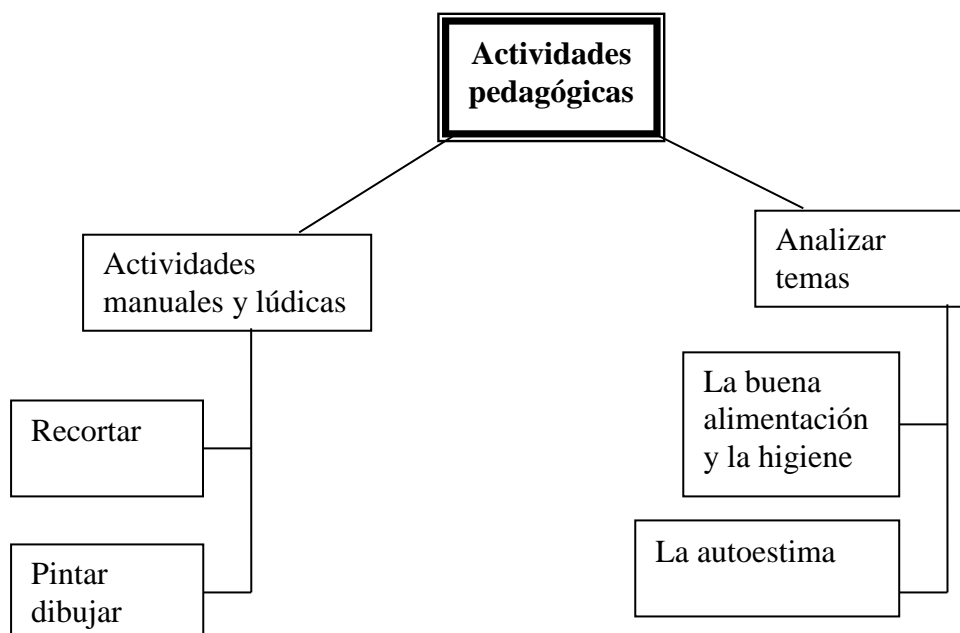 Actividades
pedagógicas
Actividades
manuales y lúdicas
Analizar
temas
Recortar
La buena
alimentación
y la higiene
Pintar
dibujar
La autoestima